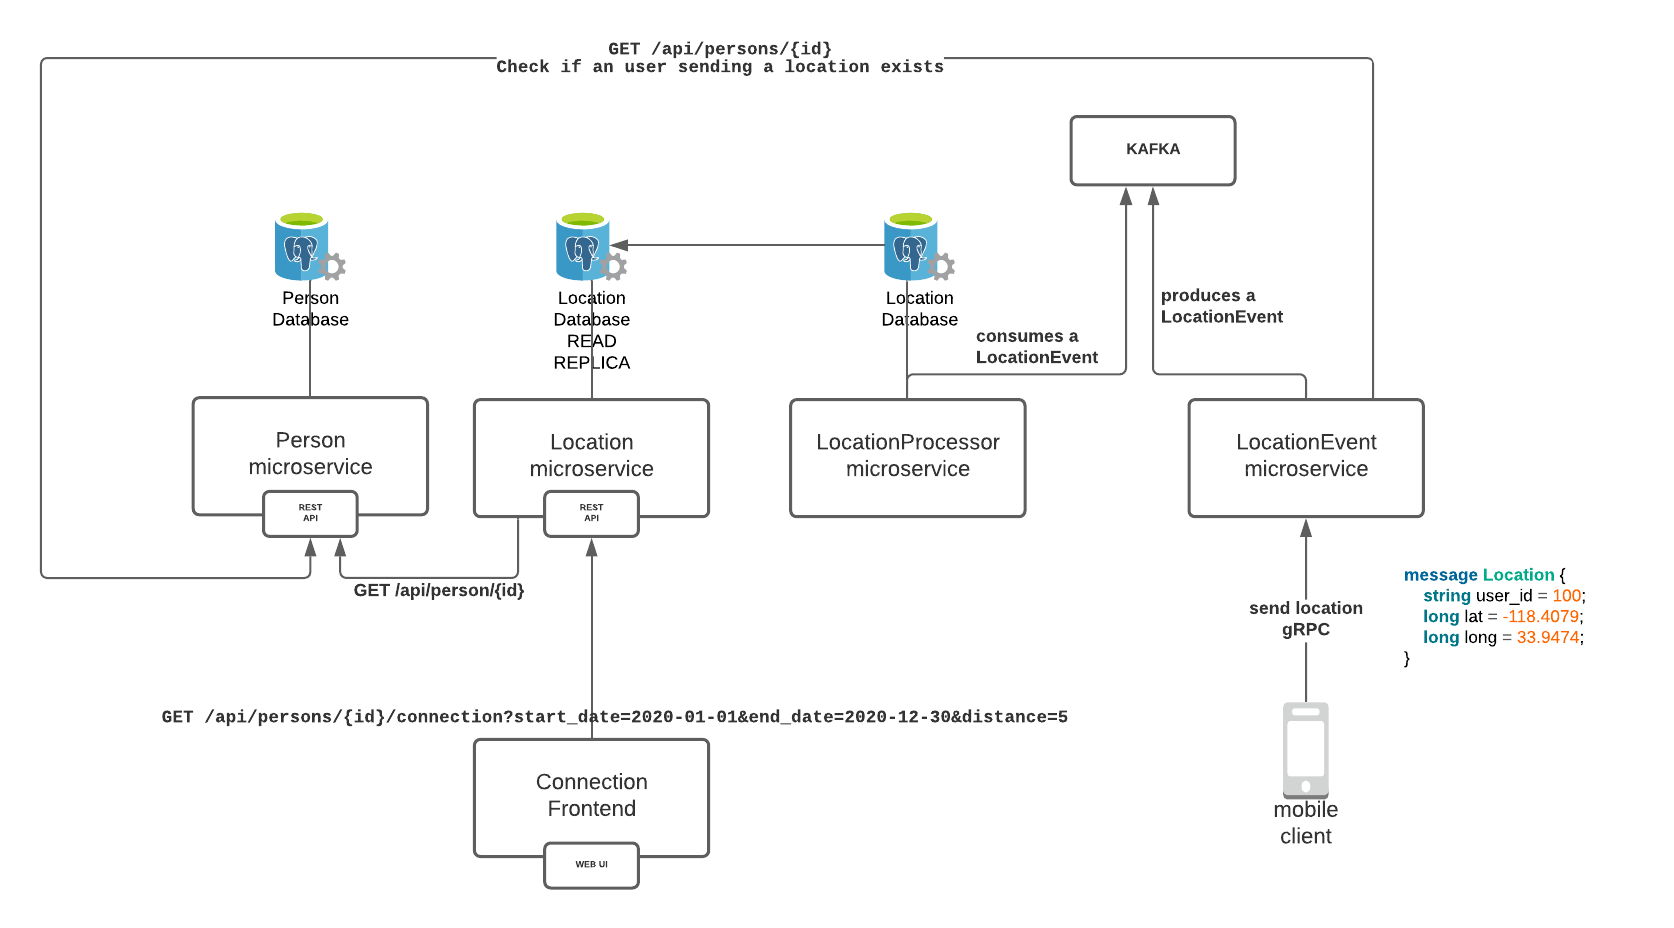 GET /api/persons/{id}
Check if an user sending a location exists
KAFKA
Person
Database
Location
Database
READ
REPLICA
Location
Database
consumes a
LocationEvent
produces a
LocationEvent
Person
microservice
REST
API
Location
microservice
REST
API
LocationProcessor
microservice
LocationEvent
microservice
GET /api/person/{id}
send location
gRPC
message Location {
string user_id = 100;
long lat = -118.4079;
long long = 33.9474;
}
GET /api/persons/{id}/connection?start_date=2020-01-01&end_date=2020-12-30&distance=5
Connection
Frontend
WEB UI
mobile
client